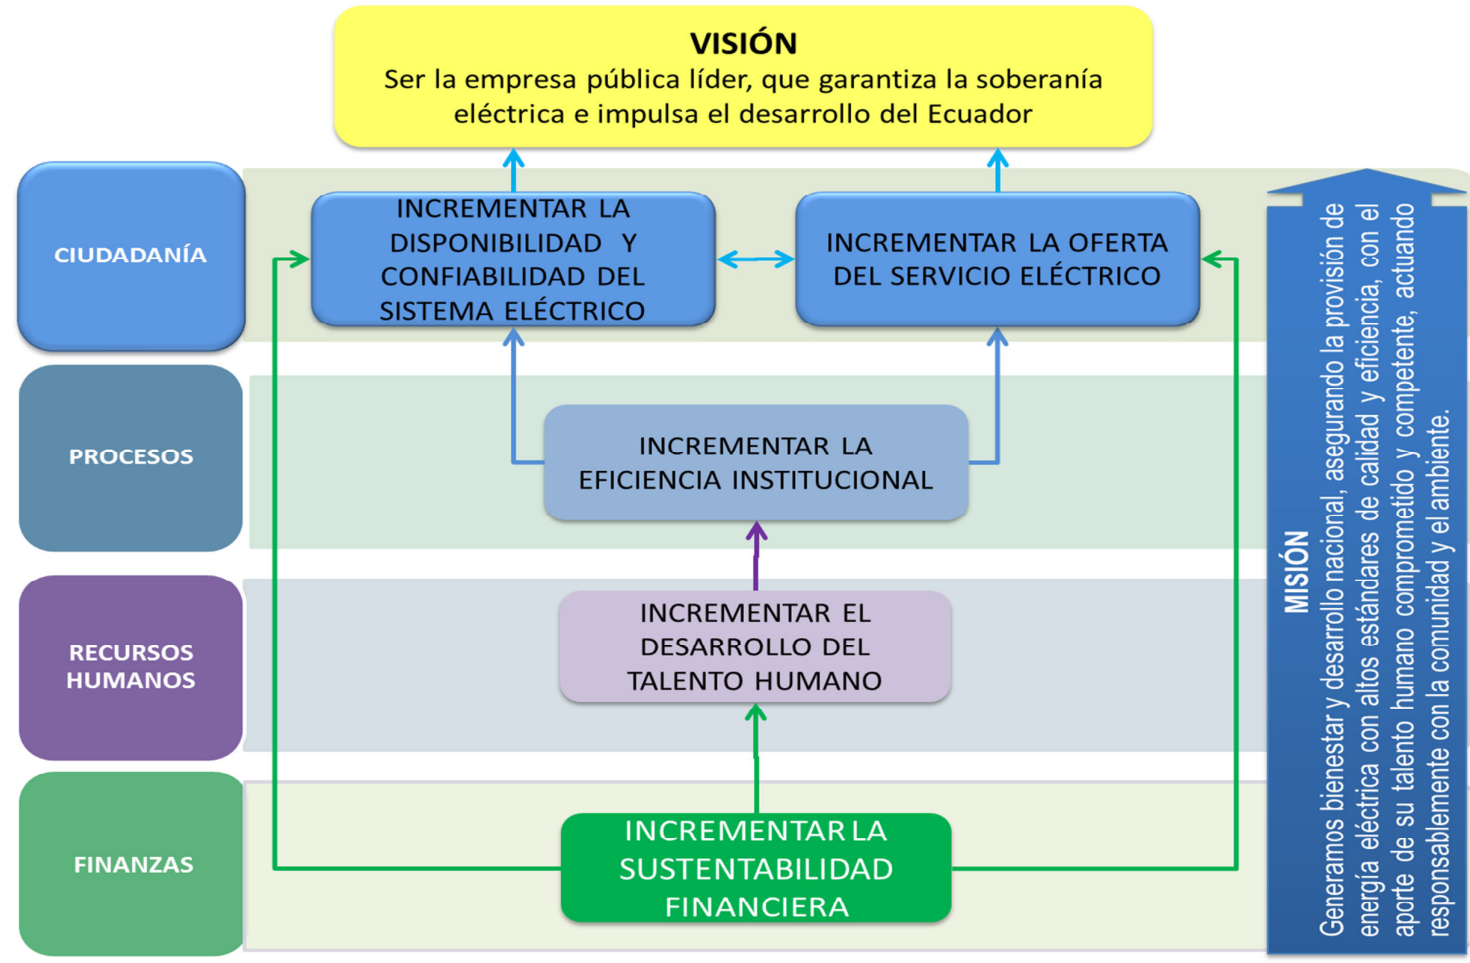 VISIÓN
Ser la empresa pública líder, que garantiza la soberanía
eléctrica e impulsa el desarrollo del Ecuador
CIUDADANÍA
INCREMENTAR LA
DISPONIBILIDAD Y
CONFIABILIDAD DEL
SISTEMA ELÉCTRICO
INCREMENTAR LA OFERTA
DEL SERVICIO ELÉCTRICO
PROCESOS
INCREMENTAR LA
EFICIENCIA INSTITUCIONAL
RECURSOS
HUMANOS
INCREMENTAR EL
DESARROLLO DEL
TALENTO HUMANO
FINANZAS
INCREMENTAR LA
SUSTENTABILIDAD
FINANCIERA
MISIÓN
Generamos bienestar y desarrollo nacional, asegurando la provisión de
energía eléctrica con altos estándares de calidad y eficiencia, con el
aporte de su talento humano comprometido y competente, actuando
responsablemente con la comunidad y el ambiente.